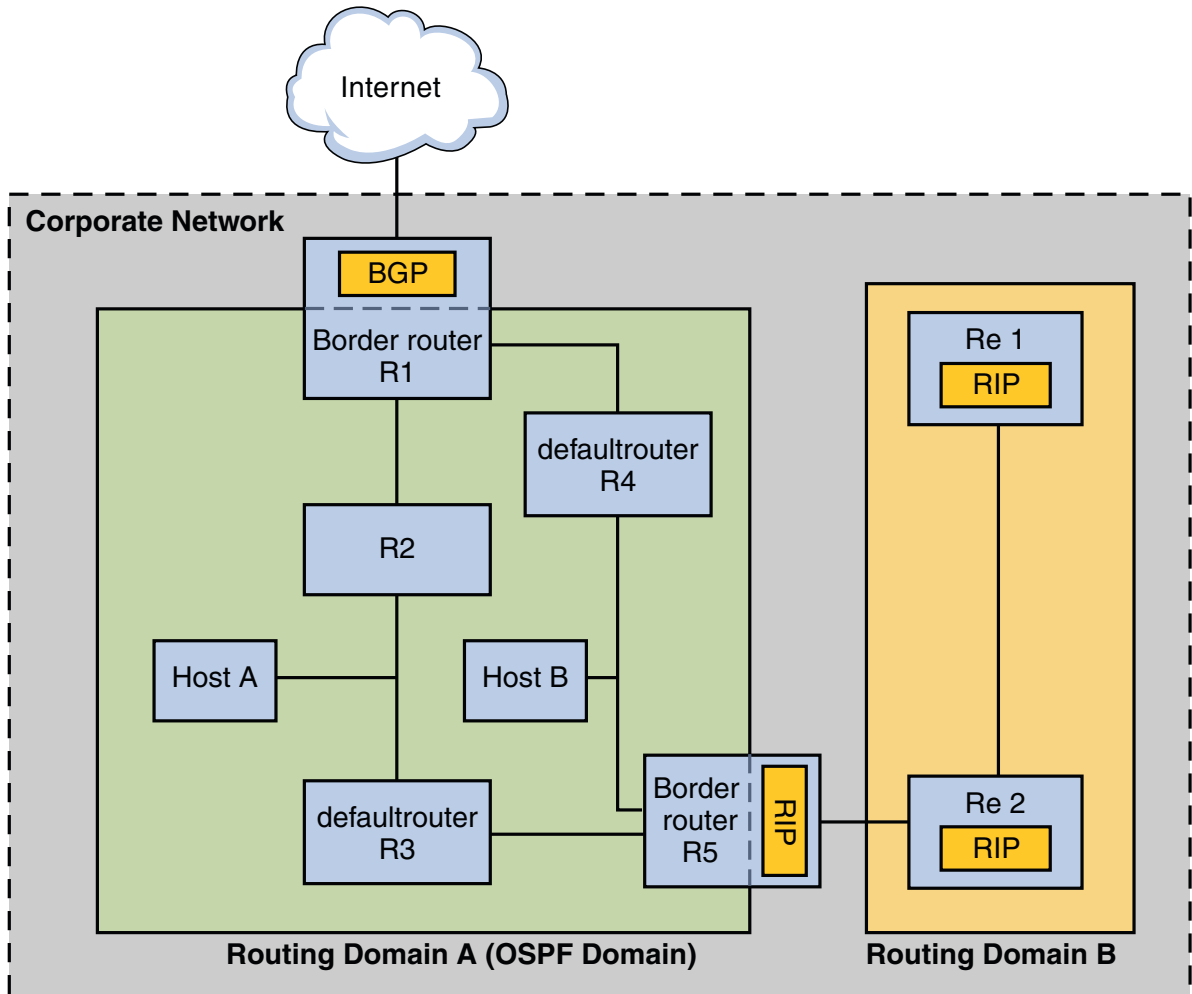 Internet
Corporate Network
BGP
Border router
R1
defaultrouter
R4
R2
Host A
Host B
defaultrouter
R3
Border
router
R5
RIP
Re 1
RIP
Re 2
RIP
Routing Domain A (OSPF Domain)
Routing Domain B